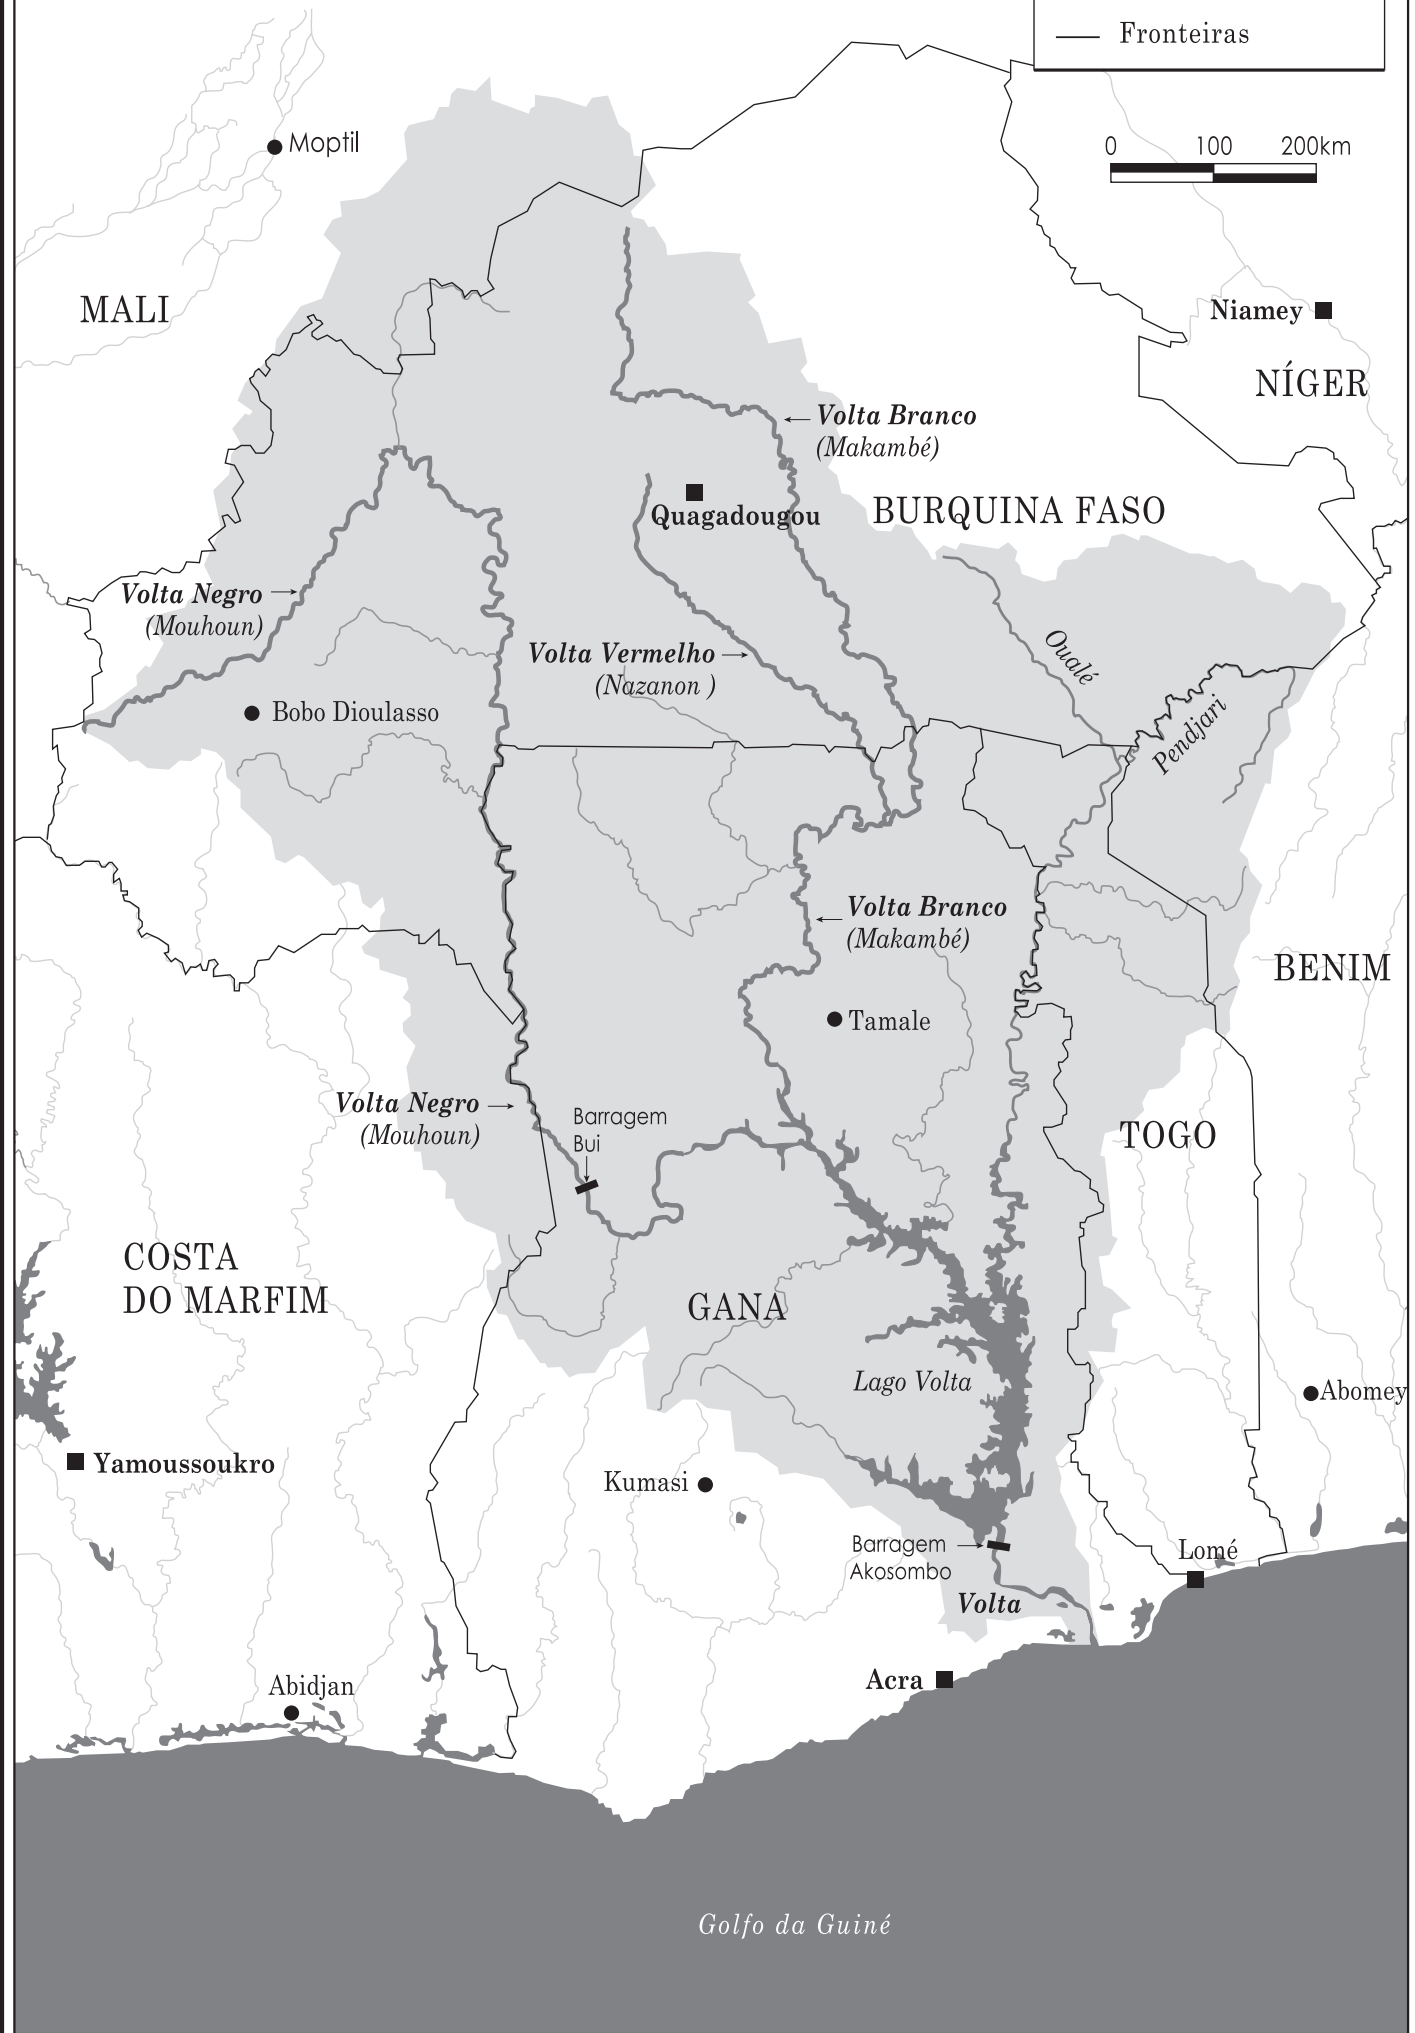 Fronteiras
0 100 200km
Moptil
MALI
Niamey
NÍGER
Volta Branco
(Makambé)
Quagadougou
BURQUINA FASO
Volta Negro
(Mouhoun)
Volta Vermelho
(Nazanon )
Oualé
Pendjari
Bobo Dioulasso
Volta Branco
(Makambé)
BENIM
Tamale
Volta Negro
(Mouhoun)
Barragem
Bui
TOGO
COSTA
DO MARFIM
GANA
Lago Volta
Abomey
Yamoussoukro
Kumasi
Barragem
Akosombo
Lomé
Volta
Acra
Abidjan
Golfo da Guiné